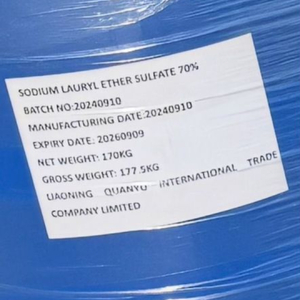 SODIUM LAURYL ETHER SULFATE 70%
BATCH NO:20240910
MANUFACTURING DATE:20240910
EXPIRY DATE: 20260909
NET WEIGHT: 170KG
GROSS WEIGHT: 177.5KG
LIAONING QUANYU INTERNATIONAL TRADE
COMPANY LIMITED